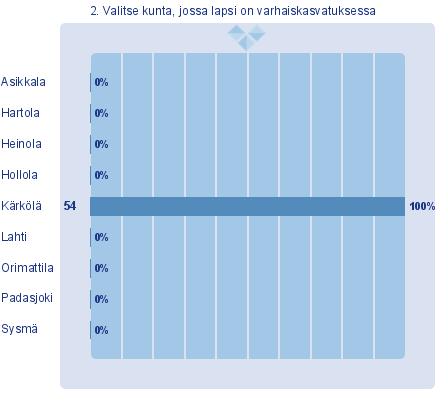 2. Valitse kunta, jossa lapsi on varhaiskasvatuksessa
Asikkala 0%
Hartola 0%
Heinola 0%
Hollola 0%
Kärkölä 54 100%
Lahti 0%
Orimattila 0%
Padasjoki 0%
Sysmä 0%